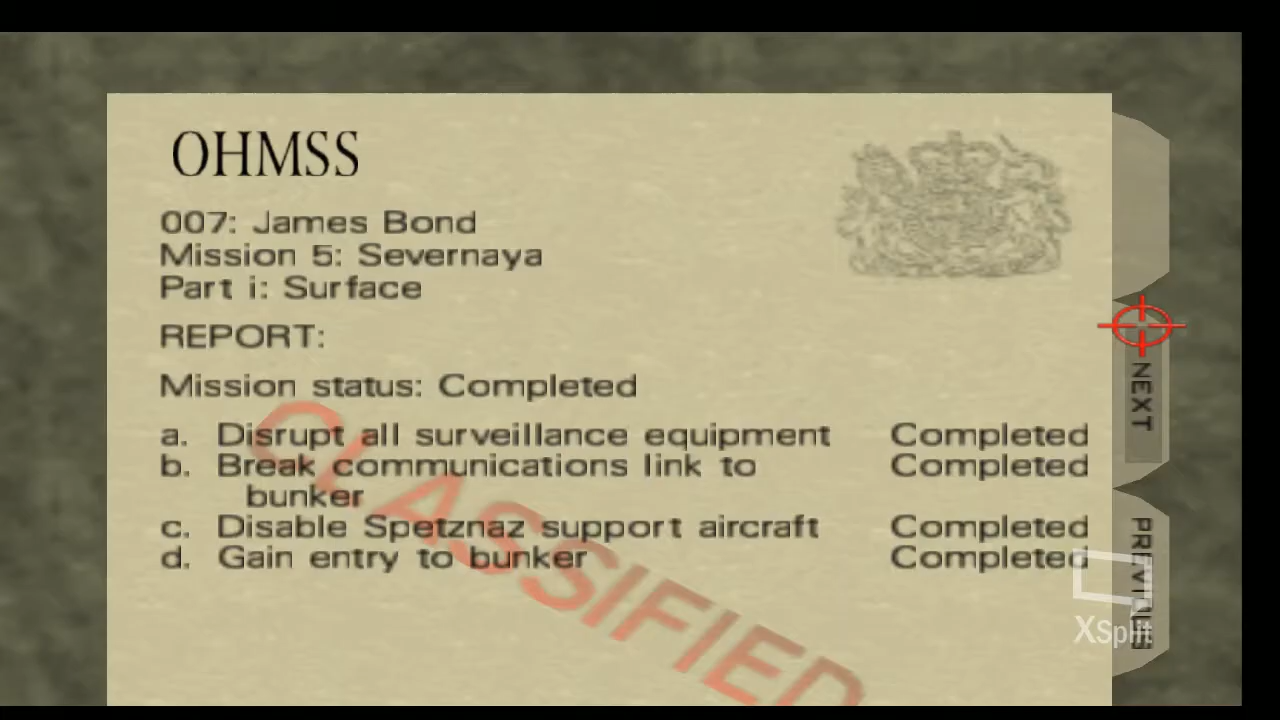 OHMSS
007: James Bond
Mission 5: Severnaya
Part i: Surface
REPORT:
Mission status: Completed
a. Disrupt all surveillance equipment Completed
b. Break communications link to Completed
bunker
c. Disable Spetznaz support aircraft Completed
d. Gain entry to bunker Completed
CLASSIFIED
NEXT
PREVIOUS
XSplit